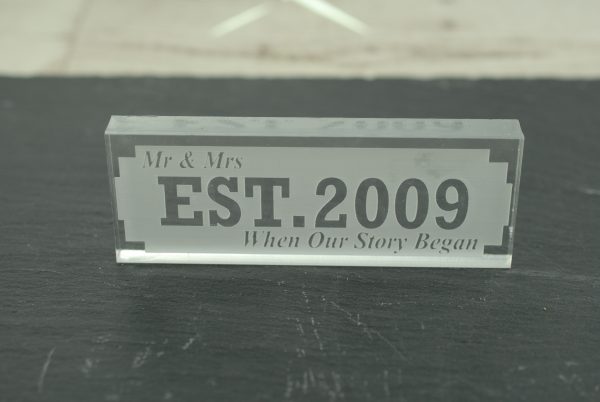 Mr & Mrs
EST.2009
When Our Story Began